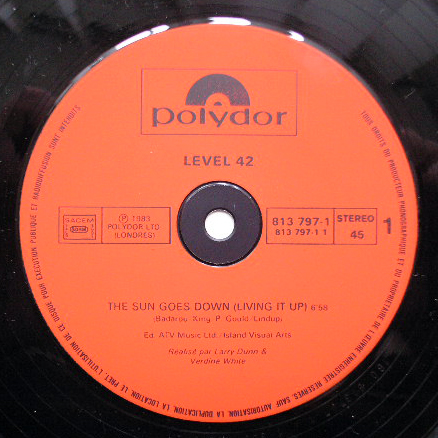 polydor
LEVEL 42
SACEM
Ⓟ 1983
POLYDOR LTD
(LONDRES)
813 797-1
813 797-1 1
STEREO
45
1
THE SUN GOES DOWN (LIVING IT UP) 6:58
(Badarou-King-P. Gould-Lindup)
Ed. ATV Music Ltd./Island Visual Arts
Réalisé par Larry Dunn &
Verdine White
TOUS DROITS DU PRODUCTEUR PHONOGRAPHIQUE ET DU PROPRIETAIRE DE L'ŒUVRE ENREGISTREE RESERVES. SAUF AUTORISATION, LA DUPLICATION, LA LOCATION, LE PRET, L'UTILISATION DE CE DISQUE POUR EXECUTION PUBLIQUE ET RADIODIFFUSION SONT INTERDITS